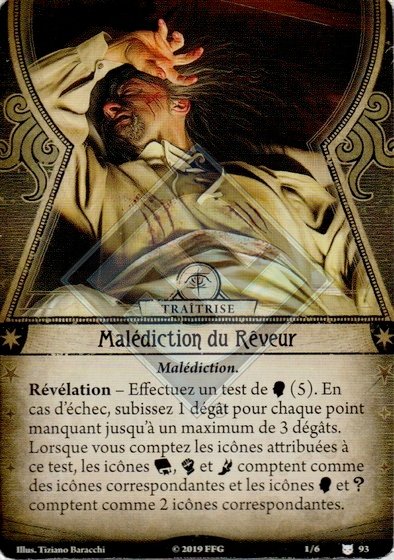 TRAÎTRISE
Malédiction du Rêveur
Malédiction.
Révélation – Effectuez un test de (5). En
cas d'échec, subissez 1 dégât pour chaque point
manquant jusqu'à un maximum de 3 dégâts.
Lorsque vous comptez les icônes attribuées à
ce test, les icônes , et comptent comme
des icônes correspondantes et les icônes et ?
comptent comme 2 icônes correspondantes.
Illus. Tiziano Baracchi © 2019 FFG 1/6 93